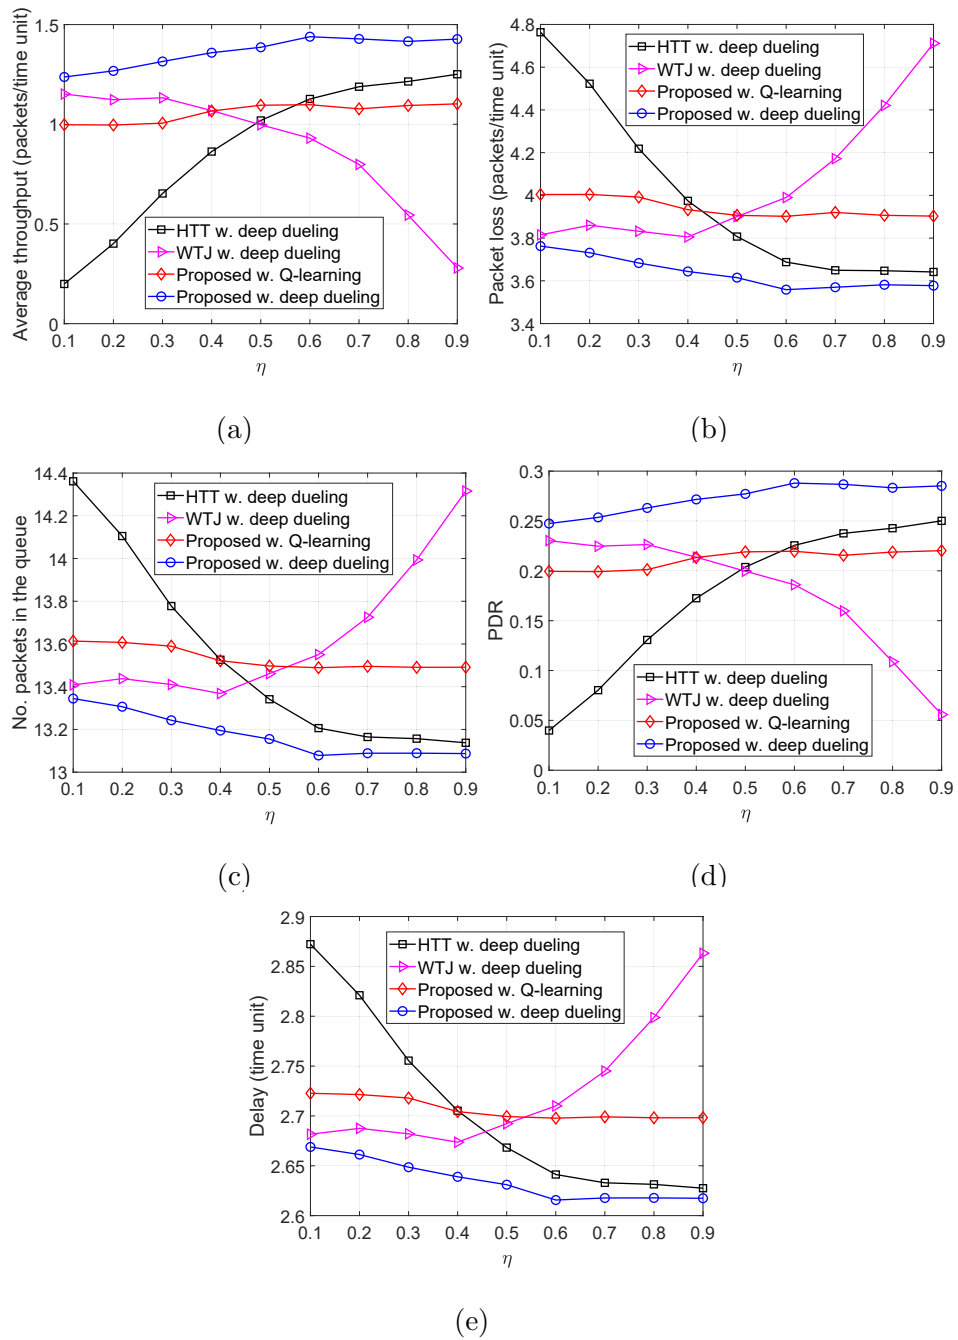 Average throughput (packets/time unit)
1.5
1
0.5
0
HTT w. deep dueling
WTJ w. deep dueling
Proposed w. Q-learning
Proposed w. deep dueling
0.1 0.2 0.3 0.4 0.5 0.6 0.7 0.8 0.9
η
(a)
Packet loss (packets/time unit)
4.8
4.6
4.4
4.2
4
3.8
3.6
3.4
HTT w. deep dueling
WTJ w. deep dueling
Proposed w. Q-learning
Proposed w. deep dueling
0.1 0.2 0.3 0.4 0.5 0.6 0.7 0.8 0.9
η
(b)
No. packets in the queue
14.4
14.2
14
13.8
13.6
13.4
13.2
13
HTT w. deep dueling
WTJ w. deep dueling
Proposed w. Q-learning
Proposed w. deep dueling
0.1 0.2 0.3 0.4 0.5 0.6 0.7 0.8 0.9
η
(c)
PDR
0.3
0.25
0.2
0.15
0.1
0.05
0
HTT w. deep dueling
WTJ w. deep dueling
Proposed w. Q-learning
Proposed w. deep dueling
0.1 0.2 0.3 0.4 0.5 0.6 0.7 0.8 0.9
η
(d)
Delay (time unit)
2.9
2.85
2.8
2.75
2.7
2.65
2.6
HTT w. deep dueling
WTJ w. deep dueling
Proposed w. Q-learning
Proposed w. deep dueling
0.1 0.2 0.3 0.4 0.5 0.6 0.7 0.8 0.9
η
(e)